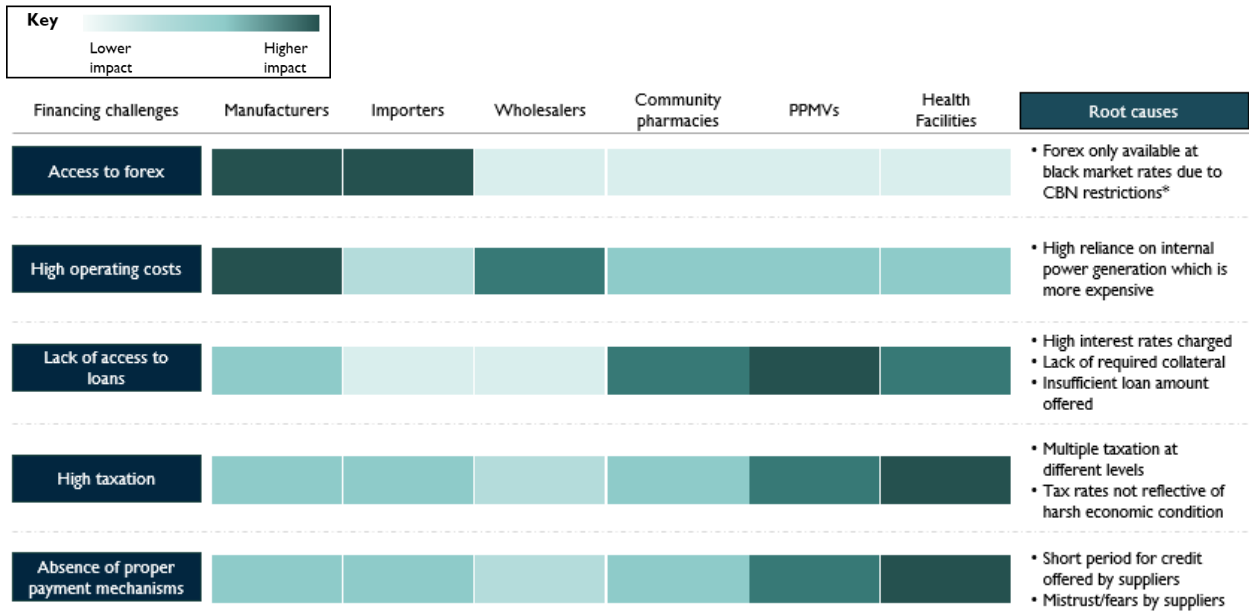 Key
Lower
impact
Higher
impact
Financing challenges
Manufacturers
Importers
Wholesalers
Community
pharmacies
PPMVs
Health
Facilities
Root causes
Access to forex
• Forex only available at
black market rates due to
CBN restrictions*
High operating costs
• High reliance on internal
power generation which is
more expensive
Lack of access to
loans
• High interest rates charged
• Lack of required collateral
• Insufficient loan amount
offered
High taxation
• Multiple taxation at
different levels
• Tax rates not reflective of
harsh economic condition
Absence of proper
payment mechanisms
• Short period for credit
offered by suppliers
• Mistrust/fears by suppliers